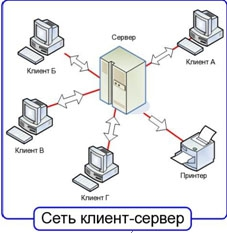 Сервер
Клиент А
Клиент Б
Клиент В
Принтер
Клиент Г
Сеть клиент-сервер